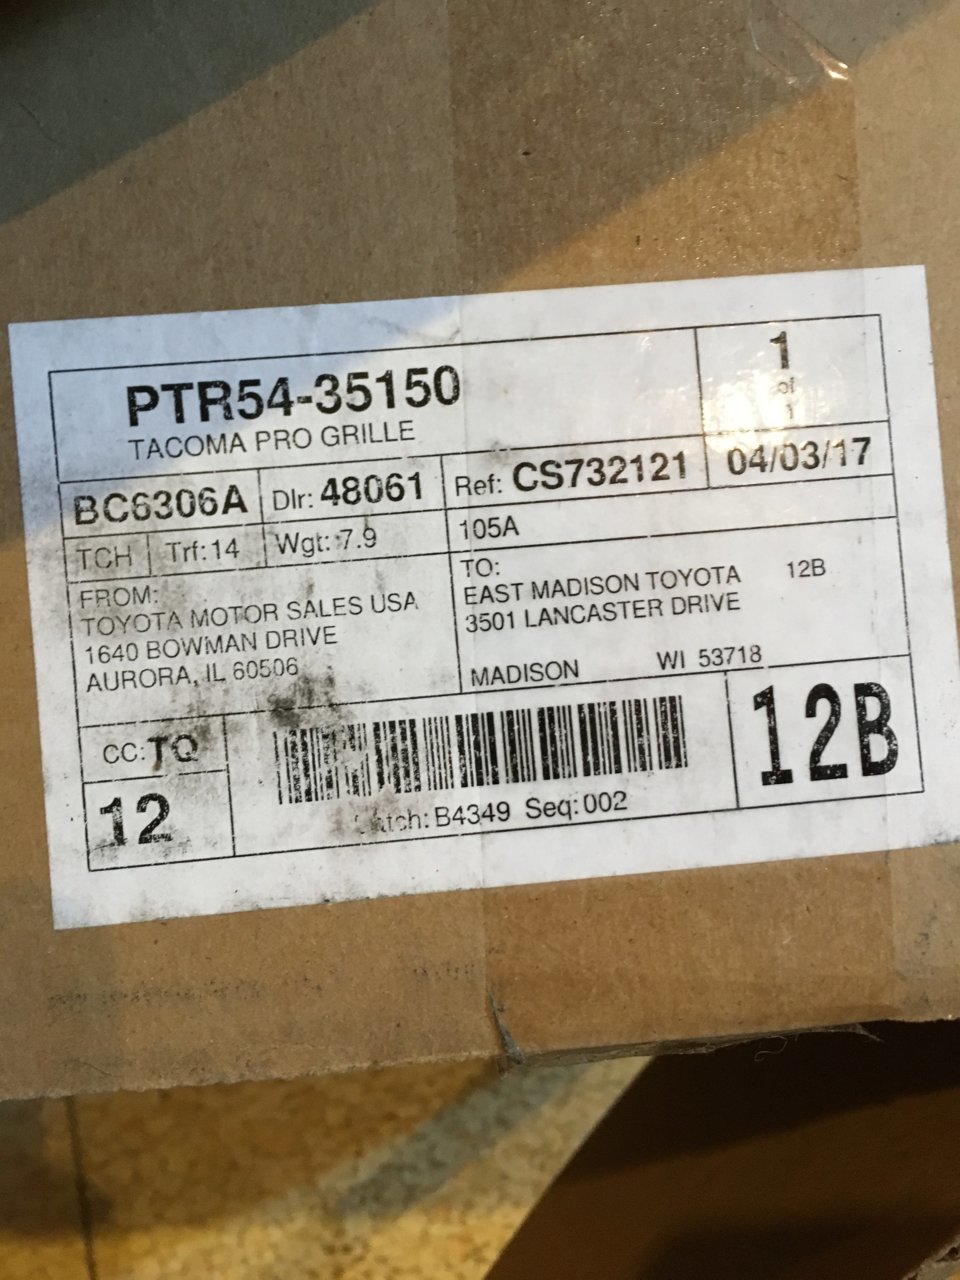 PTR54-35150
TACOMA PRO GRILLE
1
of
1
BC6306A
Dlr: 48061
Ref: CS732121
04/03/17
TCH
Trf: 14
Wgt: 7.9
105A
FROM:
TOYOTA MOTOR SALES USA
1640 BOWMAN DRIVE
AURORA, IL 60506
TO:
EAST MADISON TOYOTA 12B
3501 LANCASTER DRIVE
MADISON WI 53718
CC: TQ
12
B4349 Seq: 002
12B